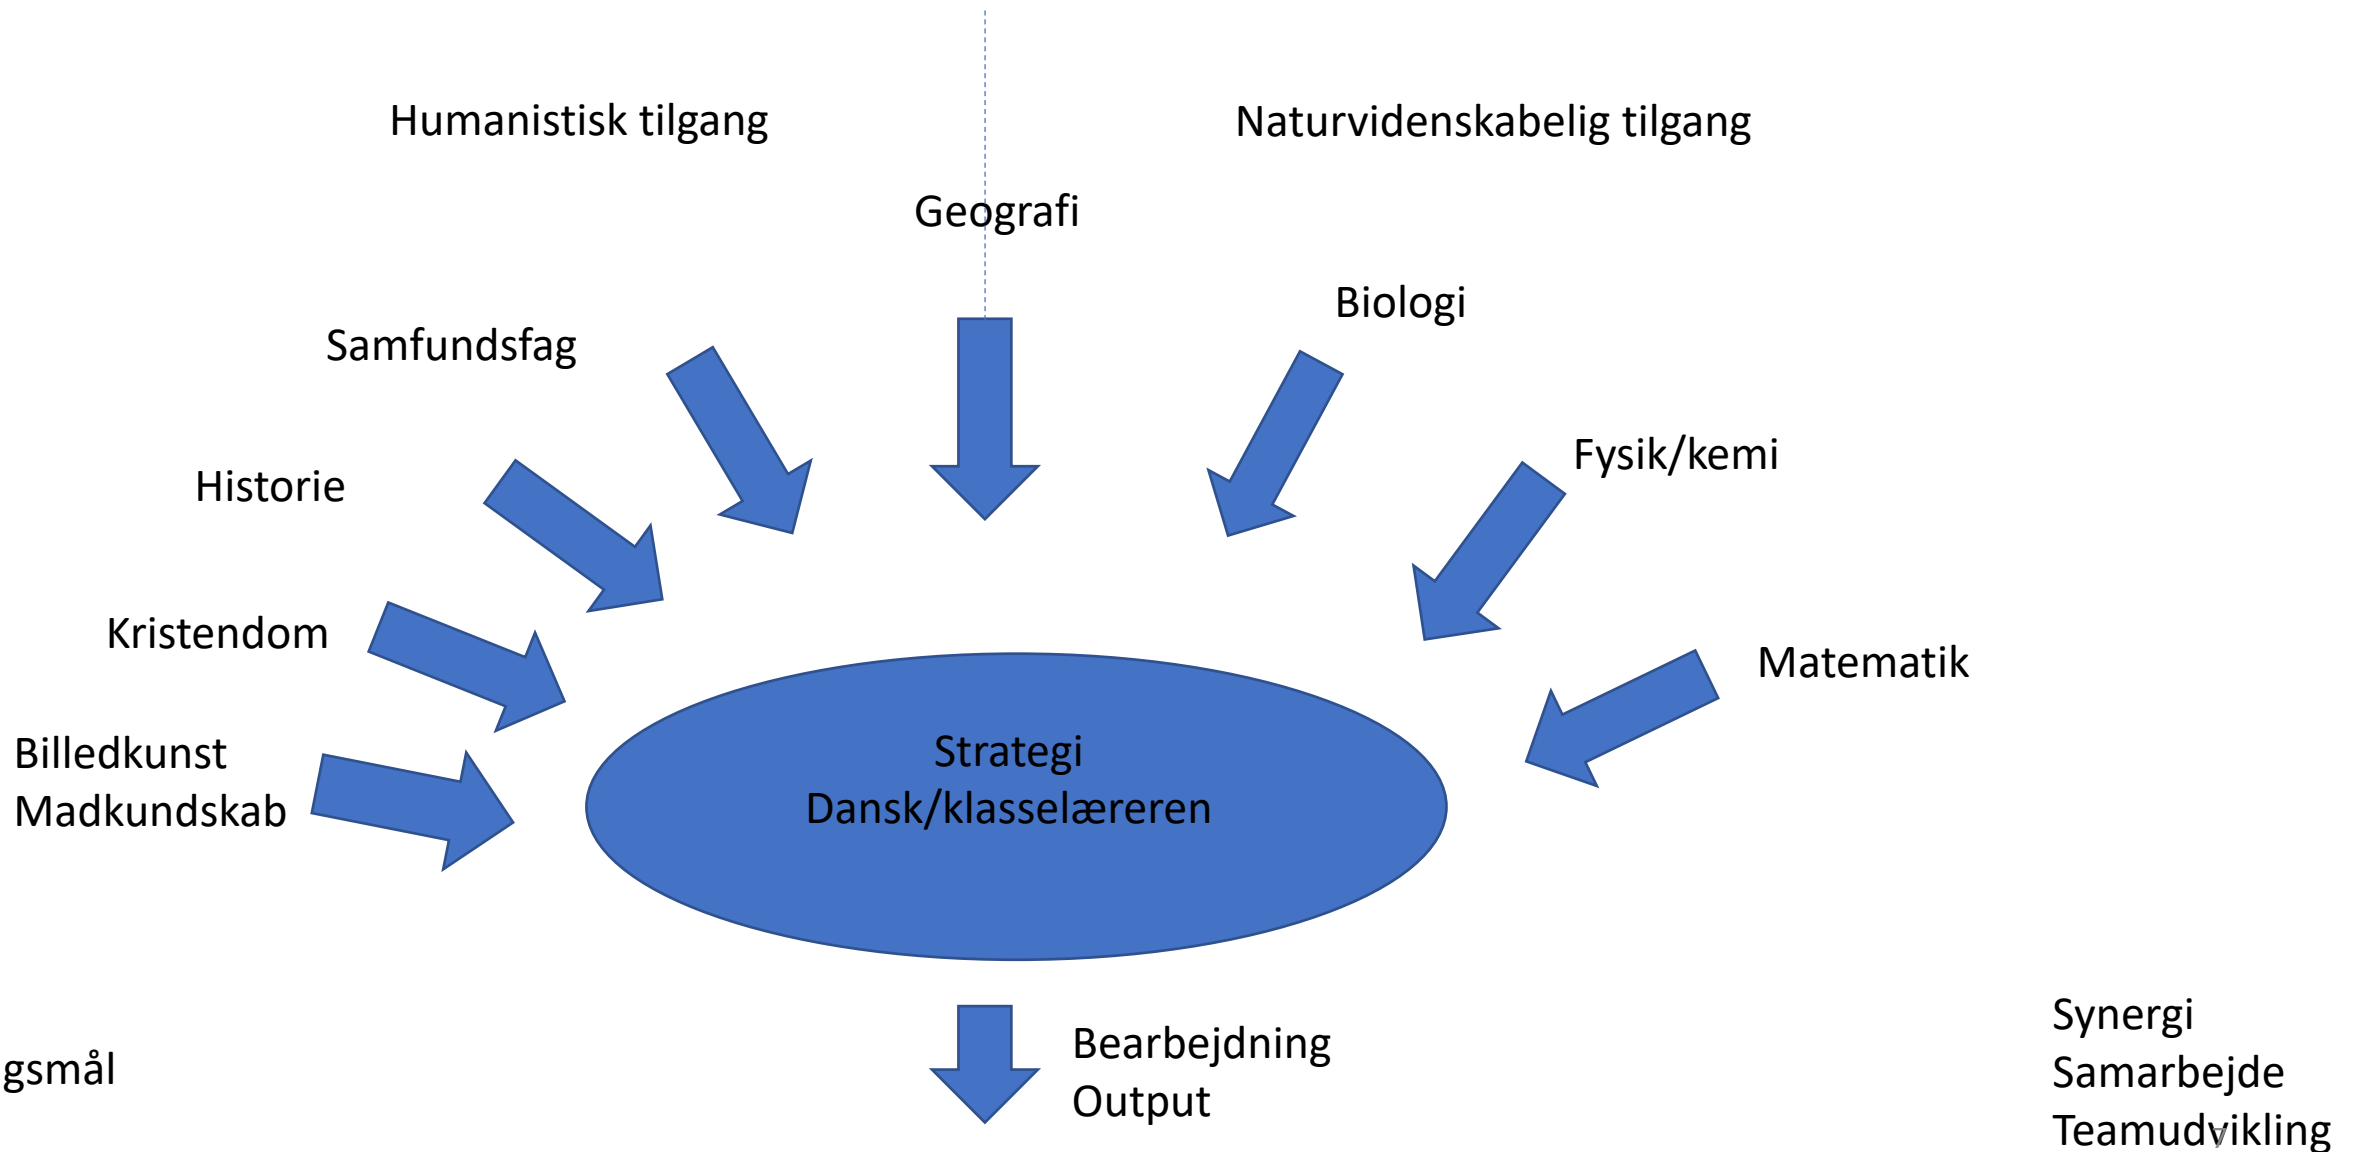 Humanistisk tilgang
Naturvidenskabelig tilgang
Geografi
Biologi
Samfundsfag
Fysik/kemi
Historie
Kristendom
Matematik
Billedkunst
Madkundskab
Strategi
Dansk/klasselæreren
gsmål
Bearbejdning
Output
Synergi
Samarbejde
Teamudvikling
7